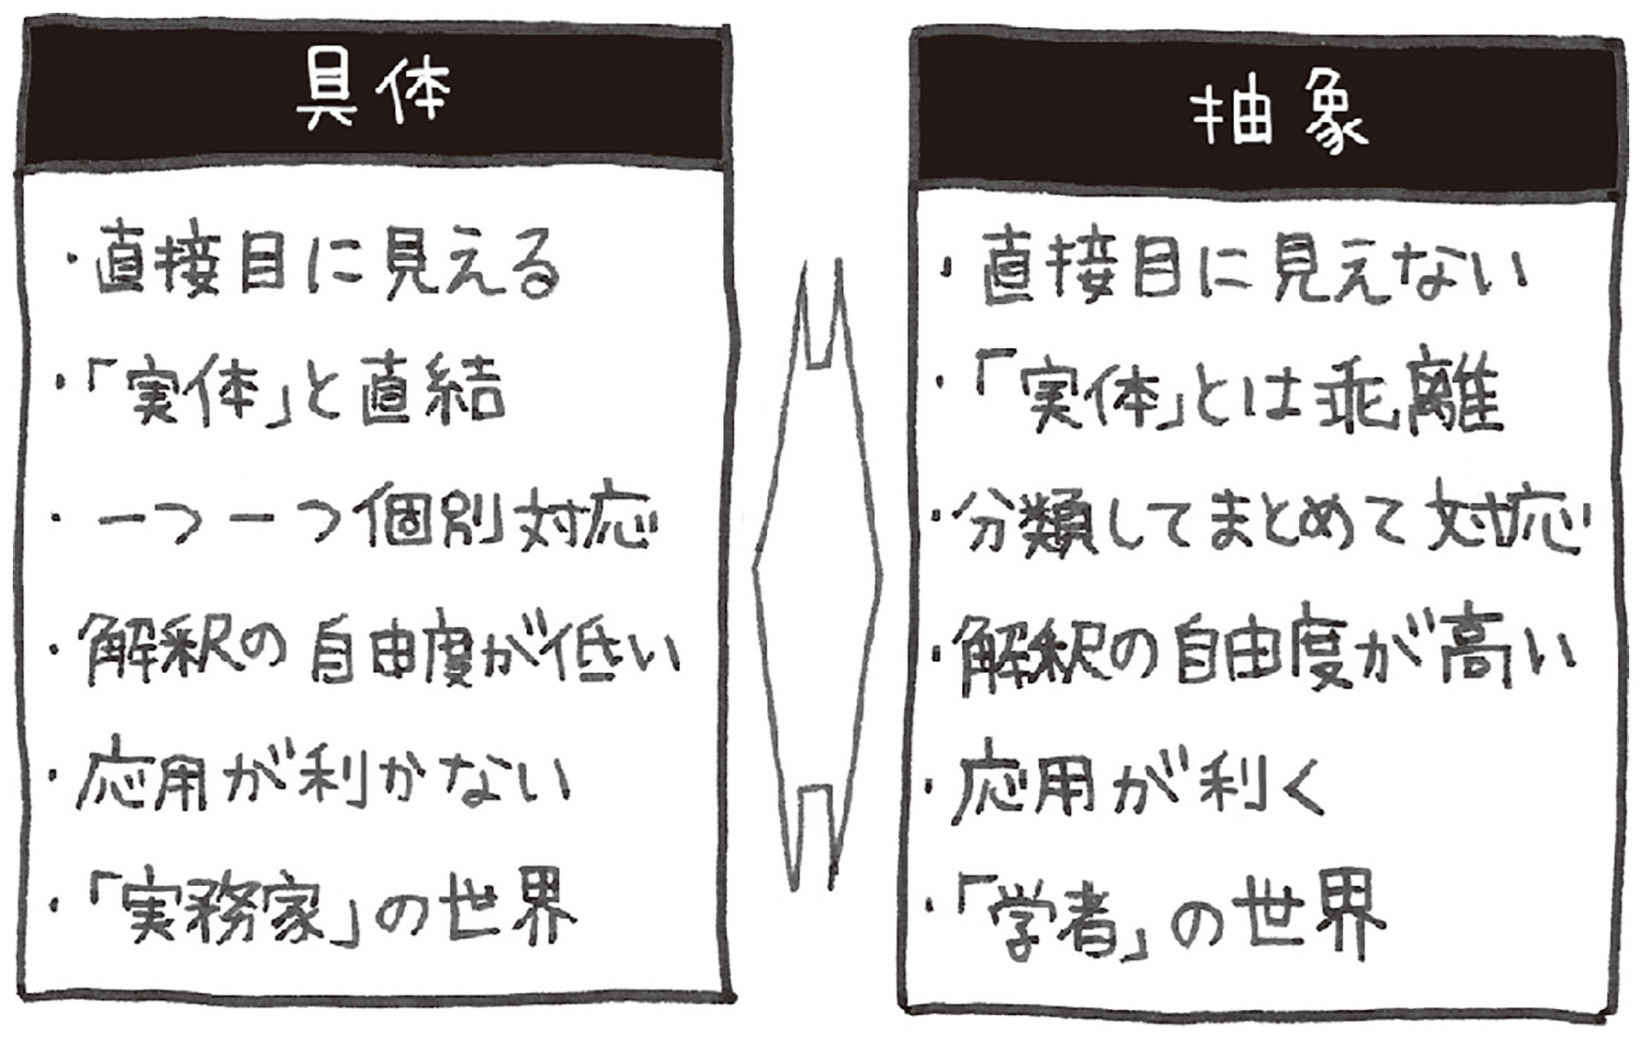 具体
・直接目に見える
・「実体」と直結
・一つ一つ個別対応
・解釈の自由度が低い
・応用が利かない
・「実務家」の世界
抽象
・直接目に見えない
・「実体」とは乖離
・分類してまとめて対応
・解釈の自由度が高い
・応用が利く
・「学者」の世界